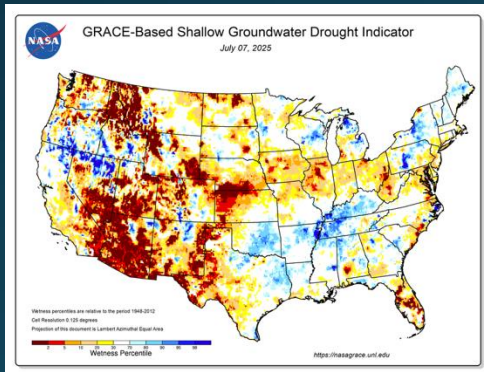 NASA
GRACE-Based Shallow Groundwater Drought Indicator
July 07, 2025
Wetness percentiles are relative to the period 1948-2012
Cell Resolution 0.125 degrees
Projection of this document is Lambert Azimuthal Equal Area
2 5 10 20 30 70 80 90 95 98
Wetness Percentile
https://nasagrace.unl.edu